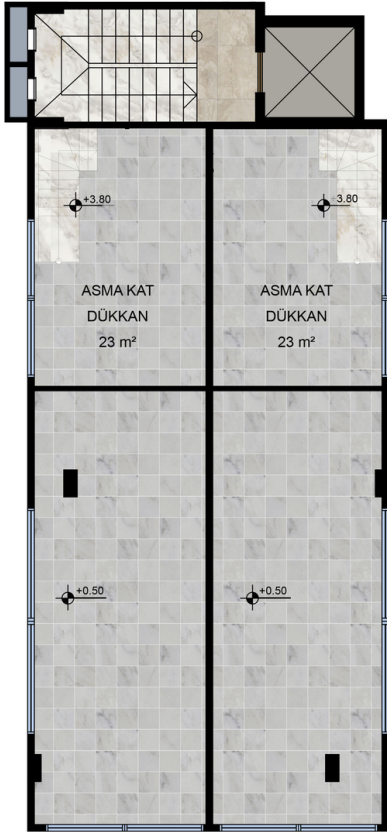 +3.80
3.80
ASMA KAT
DÜKKAN
23 m²
ASMA KAT
DÜKKAN
23 m²
+0.50
+0.50